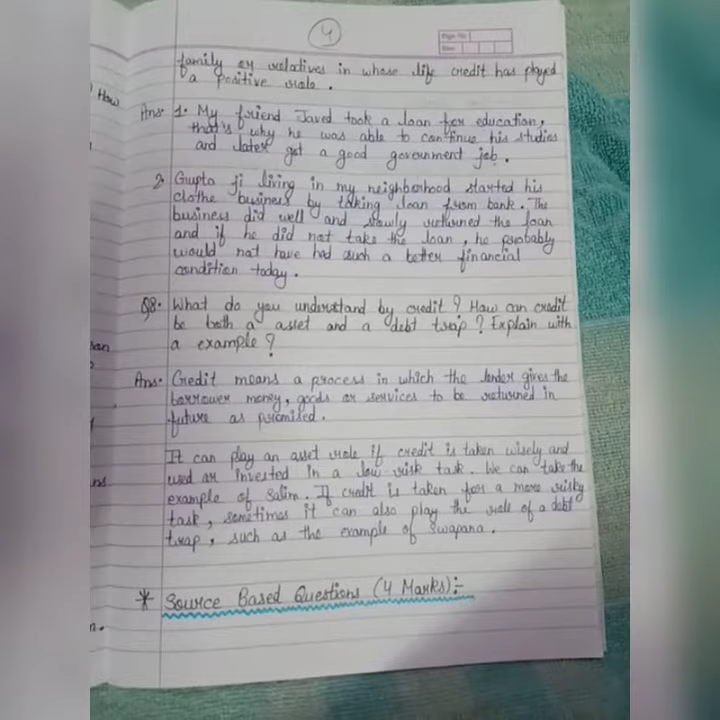 4
Page No.
Date
family or relatives in whose life credit has played
a positive role.
How
Ans. 1. My friend Javed took a loan for education,
that's why he was able to continue his studies
and later got a good government job.
2 Gupta ji living in my neighborhood started his
clothe business by taking loan from bank. The
business did well and slowly returned the loan
and if he did not take the loan, he probably
would not have had such a better financial
condition today.
Q8. What do you understand by credit? How can credit
be both a asset and a debt trap? Explain with
a example?
Ans. Credit means a process in which the lender gives the
borrower money, goods or services to be returned in
future as promised.
It can play an asset role if credit is taken wisely and
used or invested in a low risk task. We can take the
example of Salim. If credit is taken for a more risky
task, sometimes it can also play the role of a debt
trap, such as the example of Swapana.
* Source Based Questions (4 Marks):-